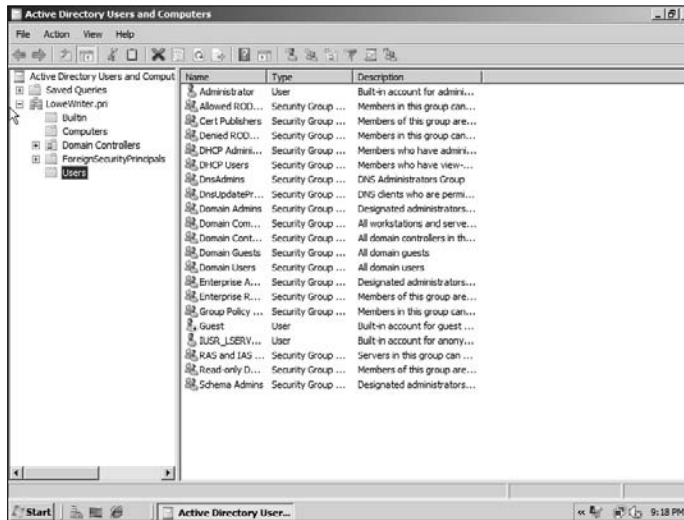 Active Directory Users and Computers
File Action View Help
Active Directory Users and Comput
Saved Queries
LoweWriter.pri
Builtin
Computers
Domain Controllers
ForeignSecurityPrincipals
Users
Name Type Description
Administrator User Built-in account for admini...
Allowed ROD... Security Group ... Members in this group can...
Cert Publishers Security Group ... Members of this group are...
Denied ROD... Security Group ... Members in this group can...
DHCP Admini... Security Group ... Members who have admini...
DHCP Users Security Group ... Members who have view-...
DnsAdmins Security Group ... DNS Administrators Group
DnsUpdatePr... Security Group ... DNS clients who are permi...
Domain Admins Security Group ... Designated administrators...
Domain Com... Security Group ... All workstations and serve...
Domain Cont... Security Group ... All domain controllers in th...
Domain Guests Security Group ... All domain guests
Domain Users Security Group ... All domain users
Enterprise A... Security Group ... Designated administrators...
Enterprise R... Security Group ... Members of this group are...
Group Policy ... Security Group ... Members in this group can...
Guest User Built-in account for guest ...
IUSR_LSERV... User Built-in account for anony...
RAS and IAS ... Security Group ... Servers in this group can ...
Read-only D... Security Group ... Members of this group are...
Schema Admins Security Group ... Designated administrators...
Start Active Directory User... 9:18 PM